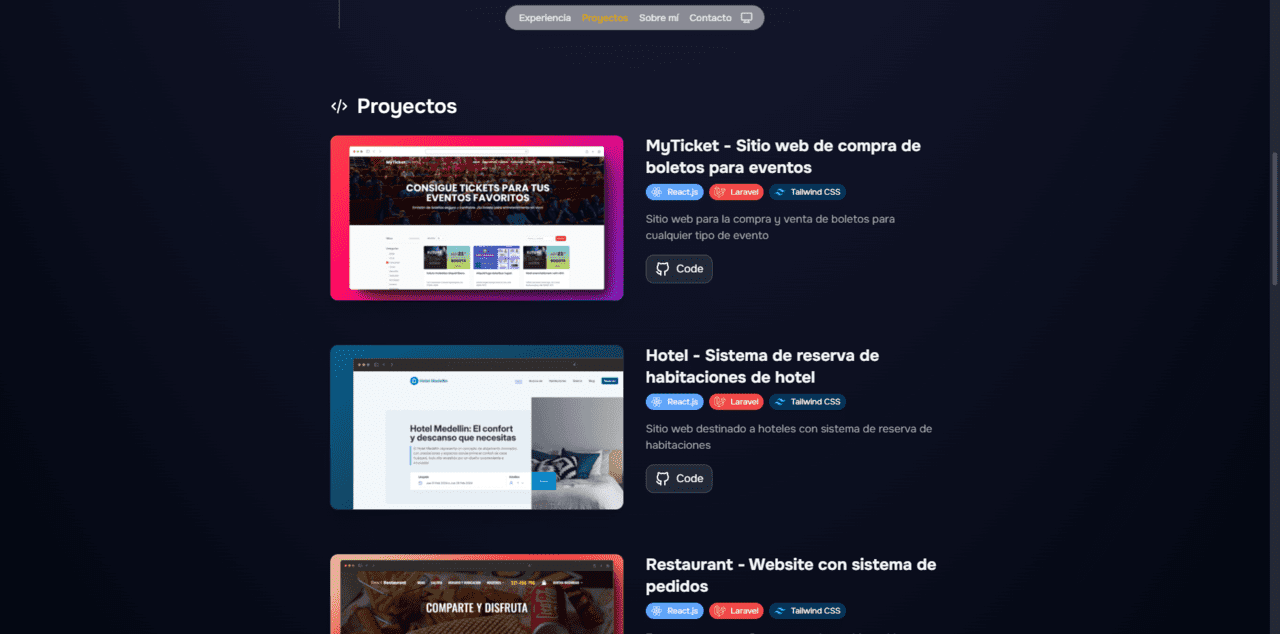 Experiencia Proyectos Sobre mí Contacto
</> Proyectos
MyTicket
CONSIGUE TICKETS PARA TUS
EVENTOS FAVORITOS
MyTicket - Sitio web de compra de
boletos para eventos
React.js Laravel Tailwind CSS
Sitio web para la compra y venta de boletos para
cualquier tipo de evento
Code
Hotel Medellin
Hotel Medellin: El confort
y descanso que necesitas
Hotel - Sistema de reserva de
habitaciones de hotel
React.js Laravel Tailwind CSS
Sitio web destinado a hoteles con sistema de reserva de
habitaciones
Code
Restaurant
COMPARTE Y DISFRUTA
Restaurant - Website con sistema de
pedidos
React.js Laravel Tailwind CSS